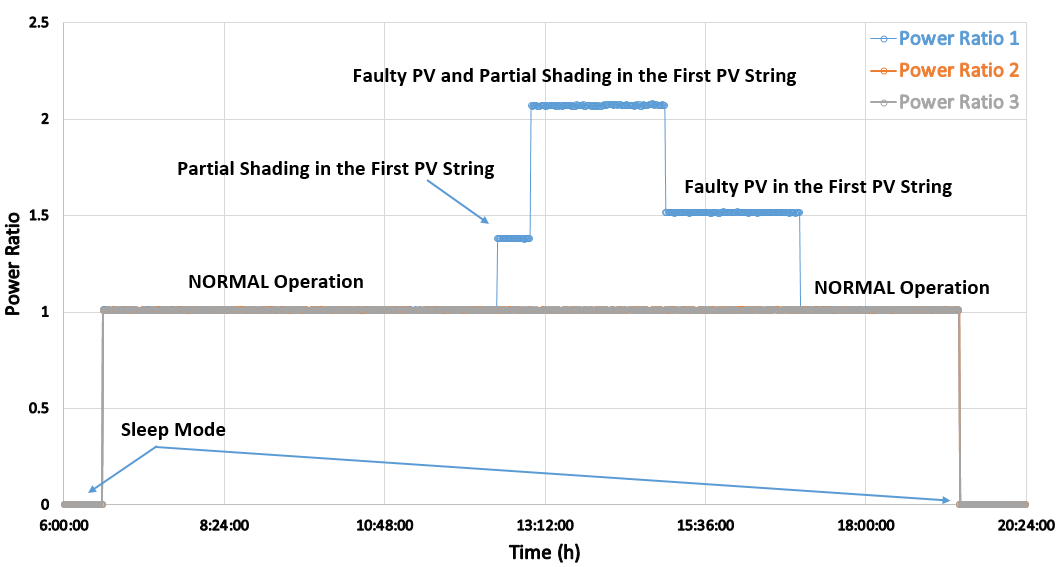 2.5
Power Ratio 1
Power Ratio 2
Power Ratio 3
Faulty PV and Partial Shading in the First PV String
2
Partial Shading in the First PV String
Faulty PV in the First PV String
1.5
Power Ratio
NORMAL Operation
NORMAL Operation
1
0.5
Sleep Mode
0
6:00:00 8:24:00 10:48:00 13:12:00 15:36:00 18:00:00 20:24:00
Time (h)